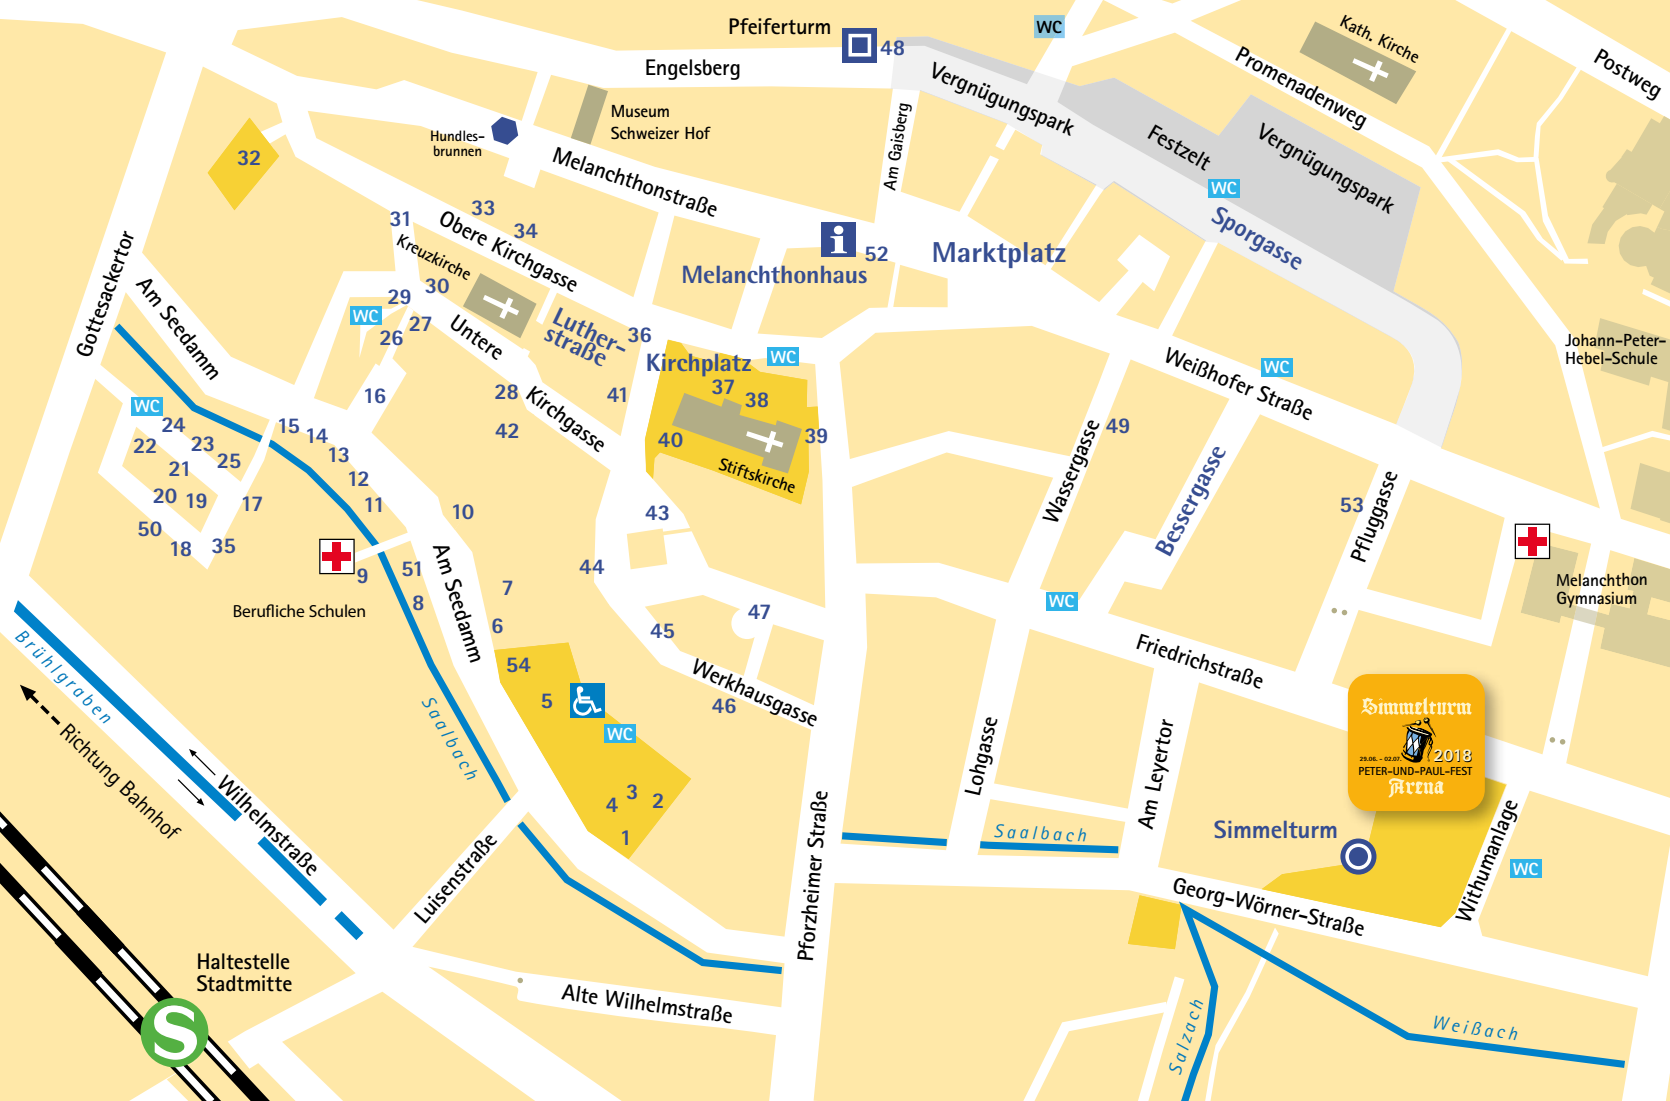 Pfeiferturm
48
WC
Kath. Kirche
Postweg
Promenadenweg
Engelsberg
Vergnügungspark
Festzelt
Vergnügungspark
WC
Sporgasse
Museum
Schweizer Hof
Hundles-
brunnen
Am Gaisberg
Melanchthonstraße
32
31
33
34
Obere Kirchgasse
Kreuzkirche
30
29
WC
27
26
Untere
Kirchgasse
Luther-
straße
36
i
52
Melanchthonhaus
Marktplatz
Gottesackertor
Am Seedamm
Kirchplatz
WC
37
38
39
40
Stiftskirche
41
28
42
16
Weißhofer Straße
WC
Johann-Peter-
Hebel-Schule
WC
24
22
23
21
25
20
19
17
50
18
35
15
14
13
12
11
10
9
51
8
Berufliche Schulen
Am Seedamm
7
6
43
44
45
47
Werkhausgasse
46
Wassergasse
49
Bessergasse
53
Pfluggasse
WC
Melanchthon
Gymnasium
Friedrichstraße
54
5
WC
4
3
2
1
Brühlgraben
Richtung Bahnhof
Saalbach
Wilhelmstraße
Luisenstraße
Pforzheimer Straße
Lohgasse
Am Leyertor
Saalbach
Simmelturm
2018
29.06. – 02.07.
PETER-UND-PAUL-FEST
Arena
Simmelturm
Withumanlage
WC
Georg-Wörner-Straße
Haltestelle
Stadtmitte
S
Alte Wilhelmstraße
Salzach
Weißach